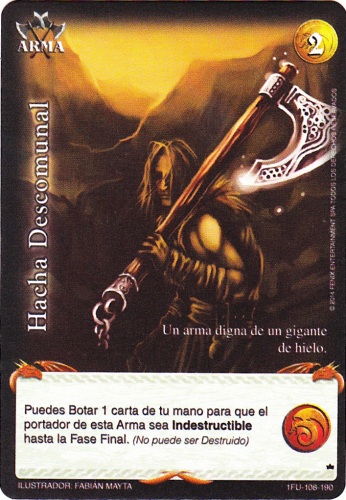 ARMA
2
Hacha Descomunal
Un arma digna de un gigante
de hielo.
© 2014 FENIX ENTERTAINMENT SPA TODOS LOS DERECHOS RESERVADOS
Puedes Botar 1 carta de tu mano para que el
portador de esta Arma sea Indestructible
hasta la Fase Final. (No puede ser Destruido)
ILUSTRADOR: FABIÁN MAYTA
1FU-108-190